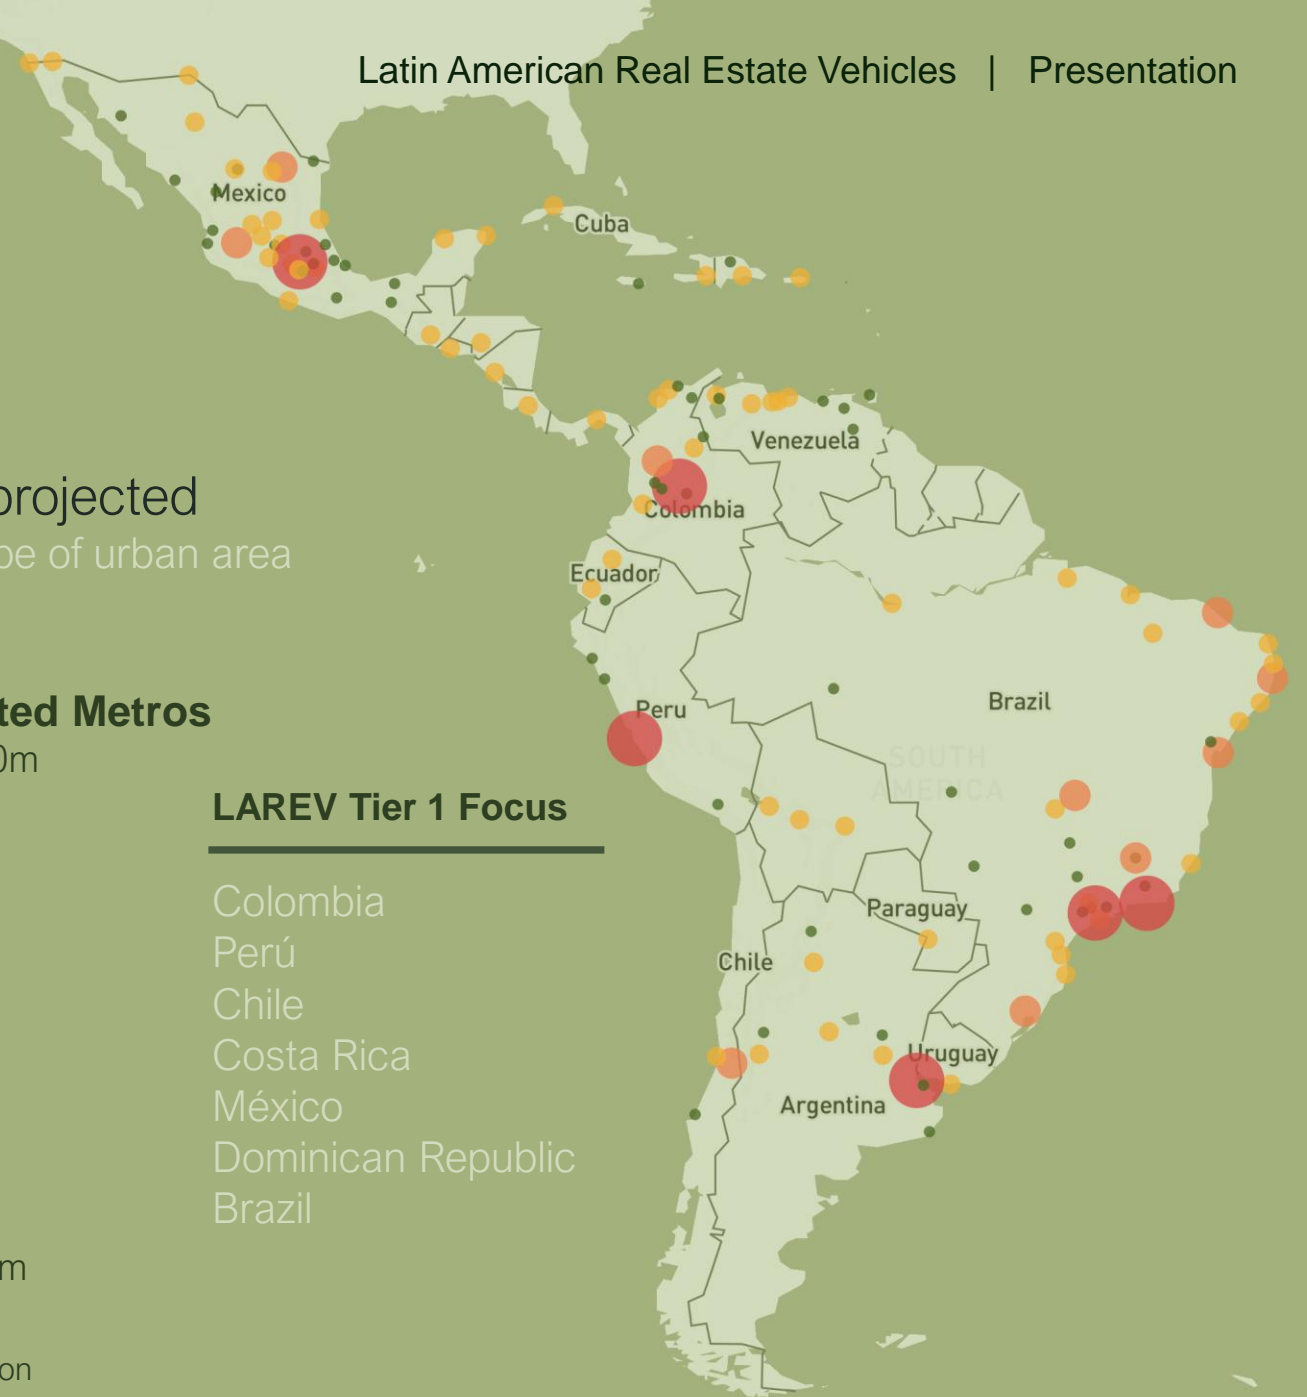 Latin American Real Estate Vehicles | Presentation
Mexico
Cuba
Venezuela
Colombia
projected
pe of urban area
Ecuador
ted Metros
0m
Peru
Brazil
SOUTH
AMERICA
LAREV Tier 1 Focus
Colombia
Perú
Chile
Costa Rica
México
Dominican Republic
Brazil
Paraguay
Chile
Uruguay
Argentina
m
on